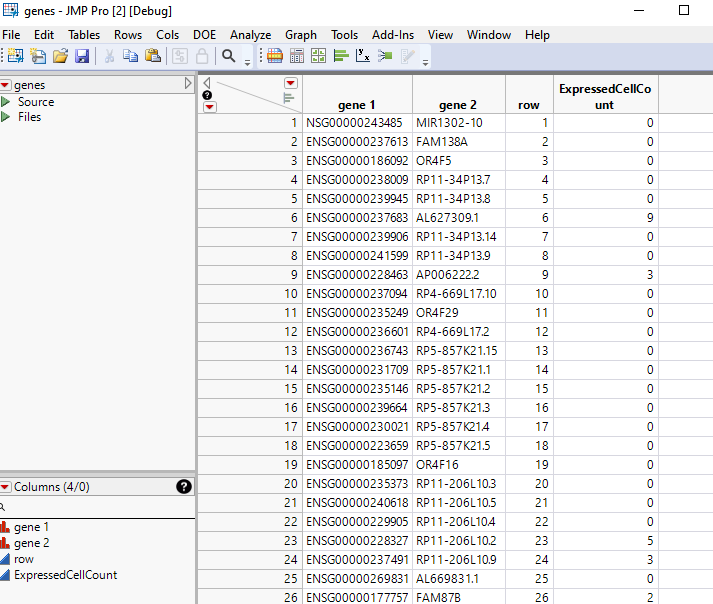 genes - JMP Pro [2] [Debug]
File Edit Tables Rows Cols DOE Analyze Graph Tools Add-Ins View Window Help
genes
Source
Files
gene 1 gene 2 row ExpressedCellCo
unt
1 NSG00000243485 MIR1302-10 1 0
2 ENSG00000237613 FAM138A 2 0
3 ENSG00000186092 OR4F5 3 0
4 ENSG00000238009 RP11-34P13.7 4 0
5 ENSG00000239945 RP11-34P13.8 5 0
6 ENSG00000237683 AL627309.1 6 9
7 ENSG00000239906 RP11-34P13.14 7 0
8 ENSG00000241599 RP11-34P13.9 8 0
9 ENSG00000228463 AP006222.2 9 3
10 ENSG00000237094 RP4-669L17.10 10 0
11 ENSG00000235249 OR4F29 11 0
12 ENSG00000236601 RP4-669L17.2 12 0
13 ENSG00000236743 RP5-857K21.15 13 0
14 ENSG00000231709 RP5-857K21.1 14 0
15 ENSG00000235146 RP5-857K21.2 15 0
16 ENSG00000239664 RP5-857K21.3 16 0
17 ENSG00000230021 RP5-857K21.4 17 0
18 ENSG00000223659 RP5-857K21.5 18 0
19 ENSG00000185097 OR4F16 19 0
20 ENSG00000235373 RP11-206L10.3 20 0
21 ENSG00000240618 RP11-206L10.5 21 0
22 ENSG00000229905 RP11-206L10.4 22 0
23 ENSG00000228327 RP11-206L10.2 23 5
24 ENSG00000237491 RP11-206L10.9 24 3
25 ENSG00000269831 AL669831.1 25 0
26 ENSG00000177757 FAM87B 26 2
Columns (4/0)
gene 1
gene 2
row
ExpressedCellCount